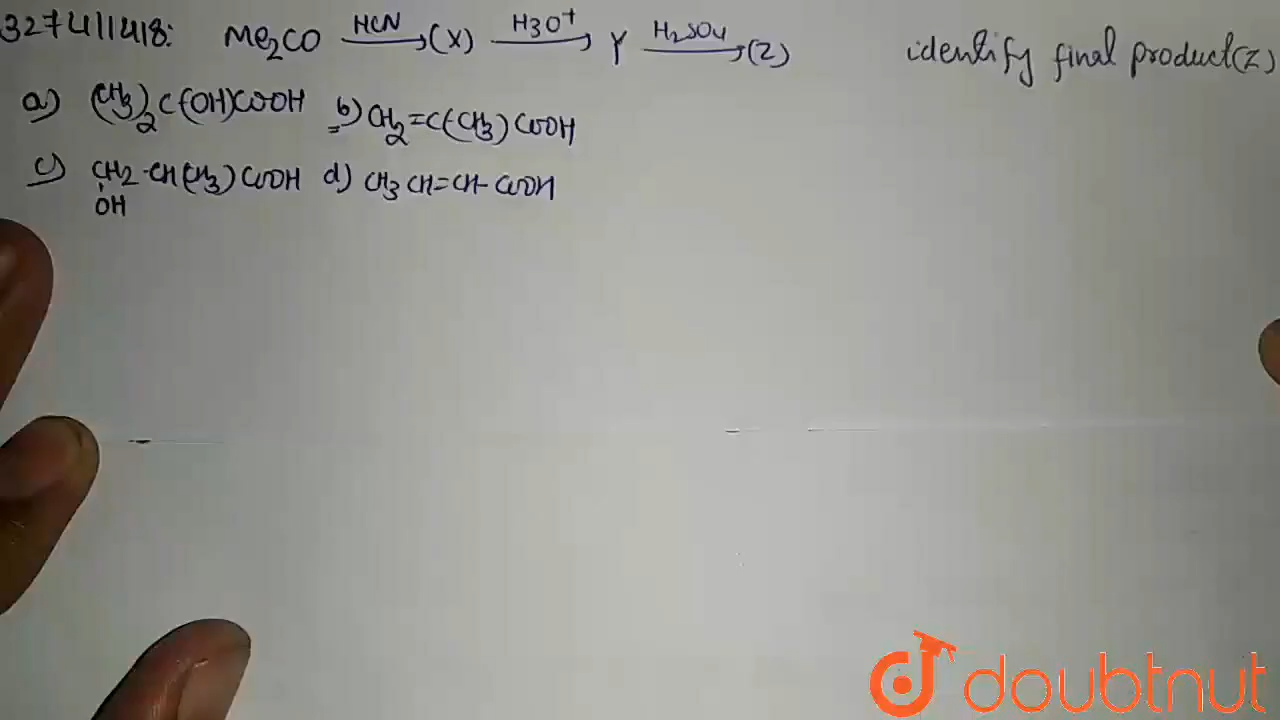 327411418: Me2CO —HCN→ (X) —H3O+→ Y —H2SO4→ (Z) identify final product (Z)
a) (CH3)2C(OH)COOH b) CH2=C(CH3)COOH
c) CH2-CH(CH3)COOH d) CH3CH=CH-COOH
OH
doubtnut